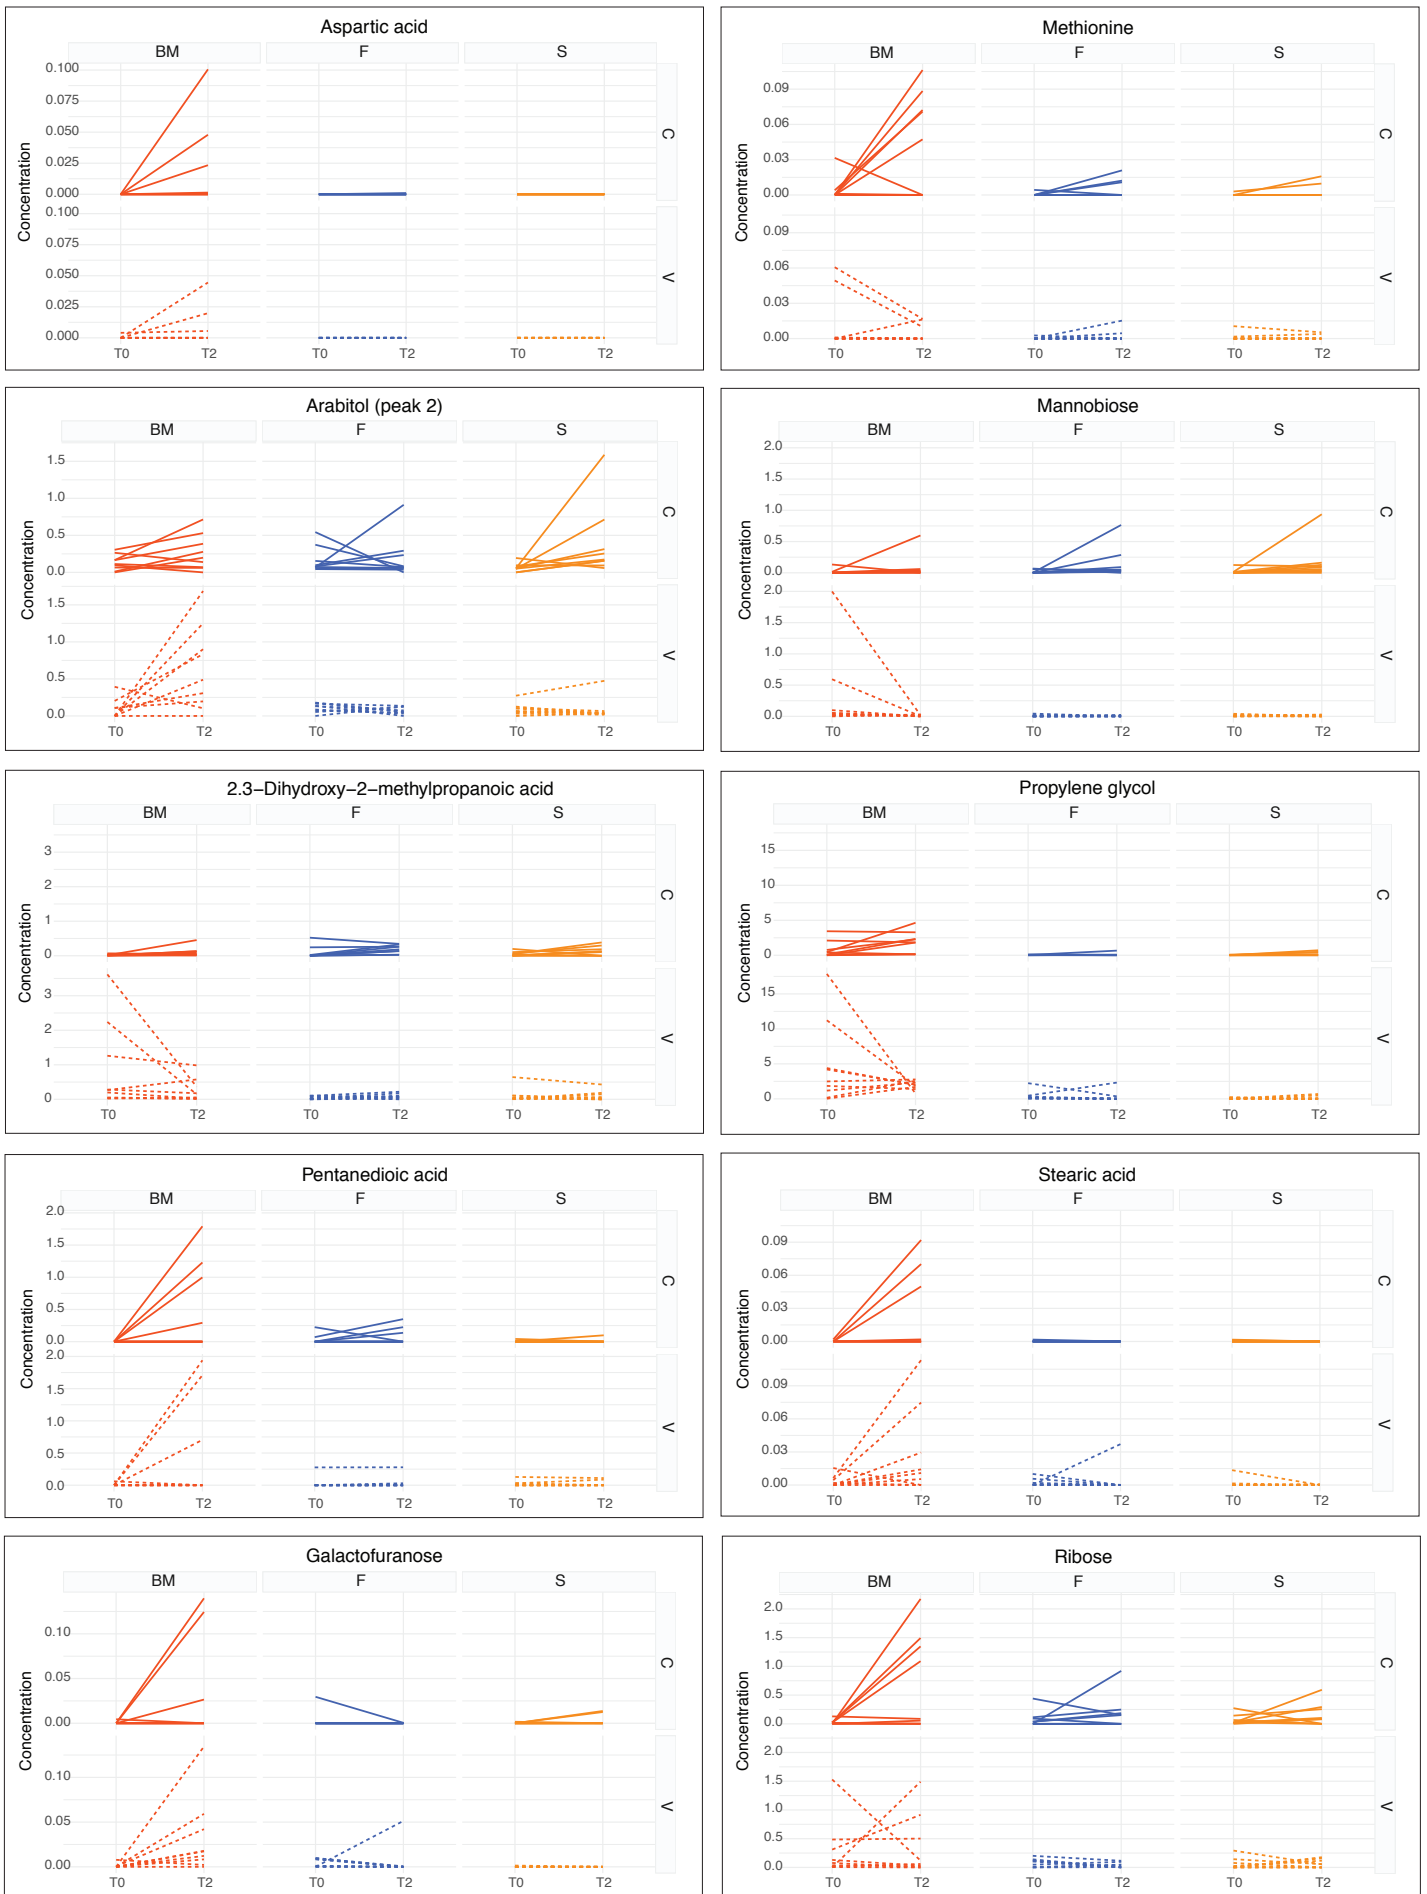 Aspartic acid
BM F S
Concentration
0.100
0.075
0.050
0.025
0.000
C
0.100
0.075
0.050
0.025
0.000
V
T0 T2 T0 T2 T0 T2
Methionine
BM F S
Concentration
0.09
0.06
0.03
0.00
C
0.09
0.06
0.03
0.00
V
T0 T2 T0 T2 T0 T2
Arabitol (peak 2)
BM F S
Concentration
1.5
1.0
0.5
0.0
C
1.5
1.0
0.5
0.0
V
T0 T2 T0 T2 T0 T2
Mannobiose
BM F S
Concentration
2.0
1.5
1.0
0.5
0.0
C
2.0
1.5
1.0
0.5
0.0
V
T0 T2 T0 T2 T0 T2
2.3−Dihydroxy−2−methylpropanoic acid
BM F S
Concentration
3
2
1
0
C
3
2
1
0
V
T0 T2 T0 T2 T0 T2
Propylene glycol
BM F S
Concentration
15
10
5
0
C
15
10
5
0
V
T0 T2 T0 T2 T0 T2
Pentanedioic acid
BM F S
Concentration
2.0
1.5
1.0
0.5
0.0
C
2.0
1.5
1.0
0.5
0.0
V
T0 T2 T0 T2 T0 T2
Stearic acid
BM F S
Concentration
0.09
0.06
0.03
0.00
C
0.09
0.06
0.03
0.00
V
T0 T2 T0 T2 T0 T2
Galactofuranose
BM F S
Concentration
0.10
0.05
0.00
C
0.10
0.05
0.00
V
T0 T2 T0 T2 T0 T2
Ribose
BM F S
Concentration
2.0
1.5
1.0
0.5
0.0
C
2.0
1.5
1.0
0.5
0.0
V
T0 T2 T0 T2 T0 T2